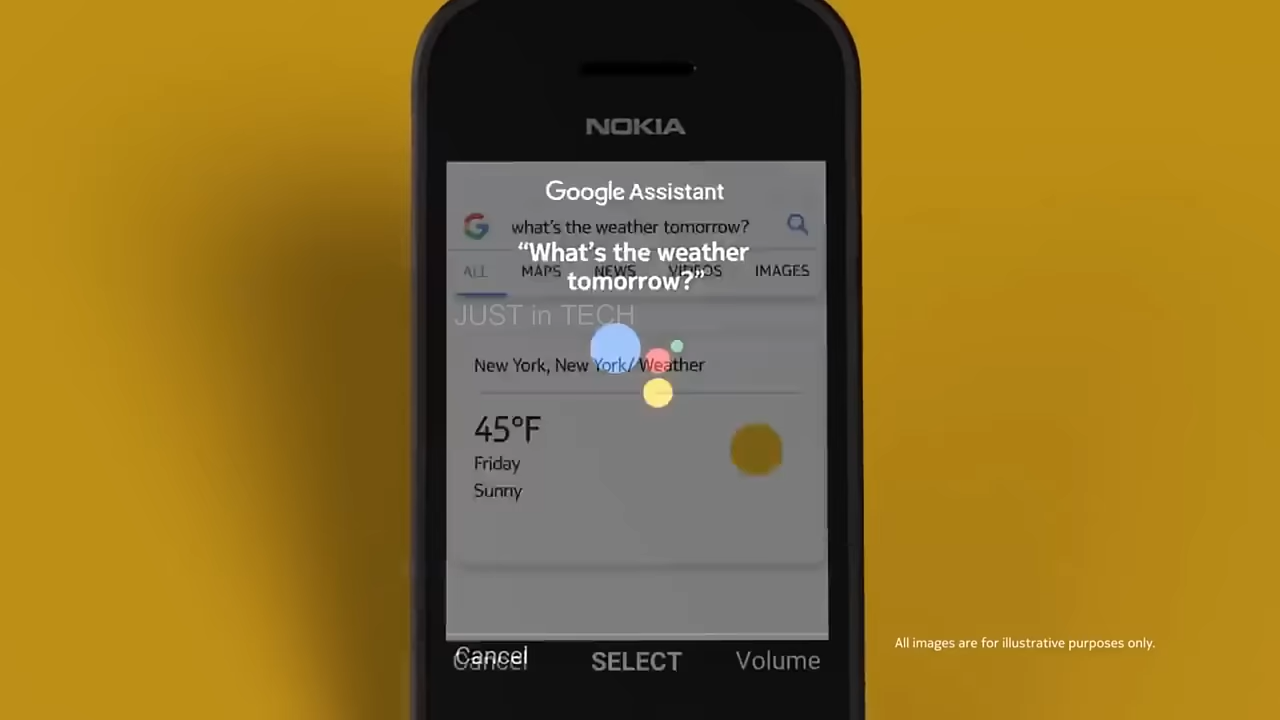 NOKIA
Google Assistant
G what's the weather tomorrow?
“What's the weather
tomorrow?”
ALL MAPS NEWS VIDEOS IMAGES
JUST in TECH
New York, New York/ Weather
45°F
Friday
Sunny
All images are for illustrative purposes only.
Cancel
Cancel SELECT Volume